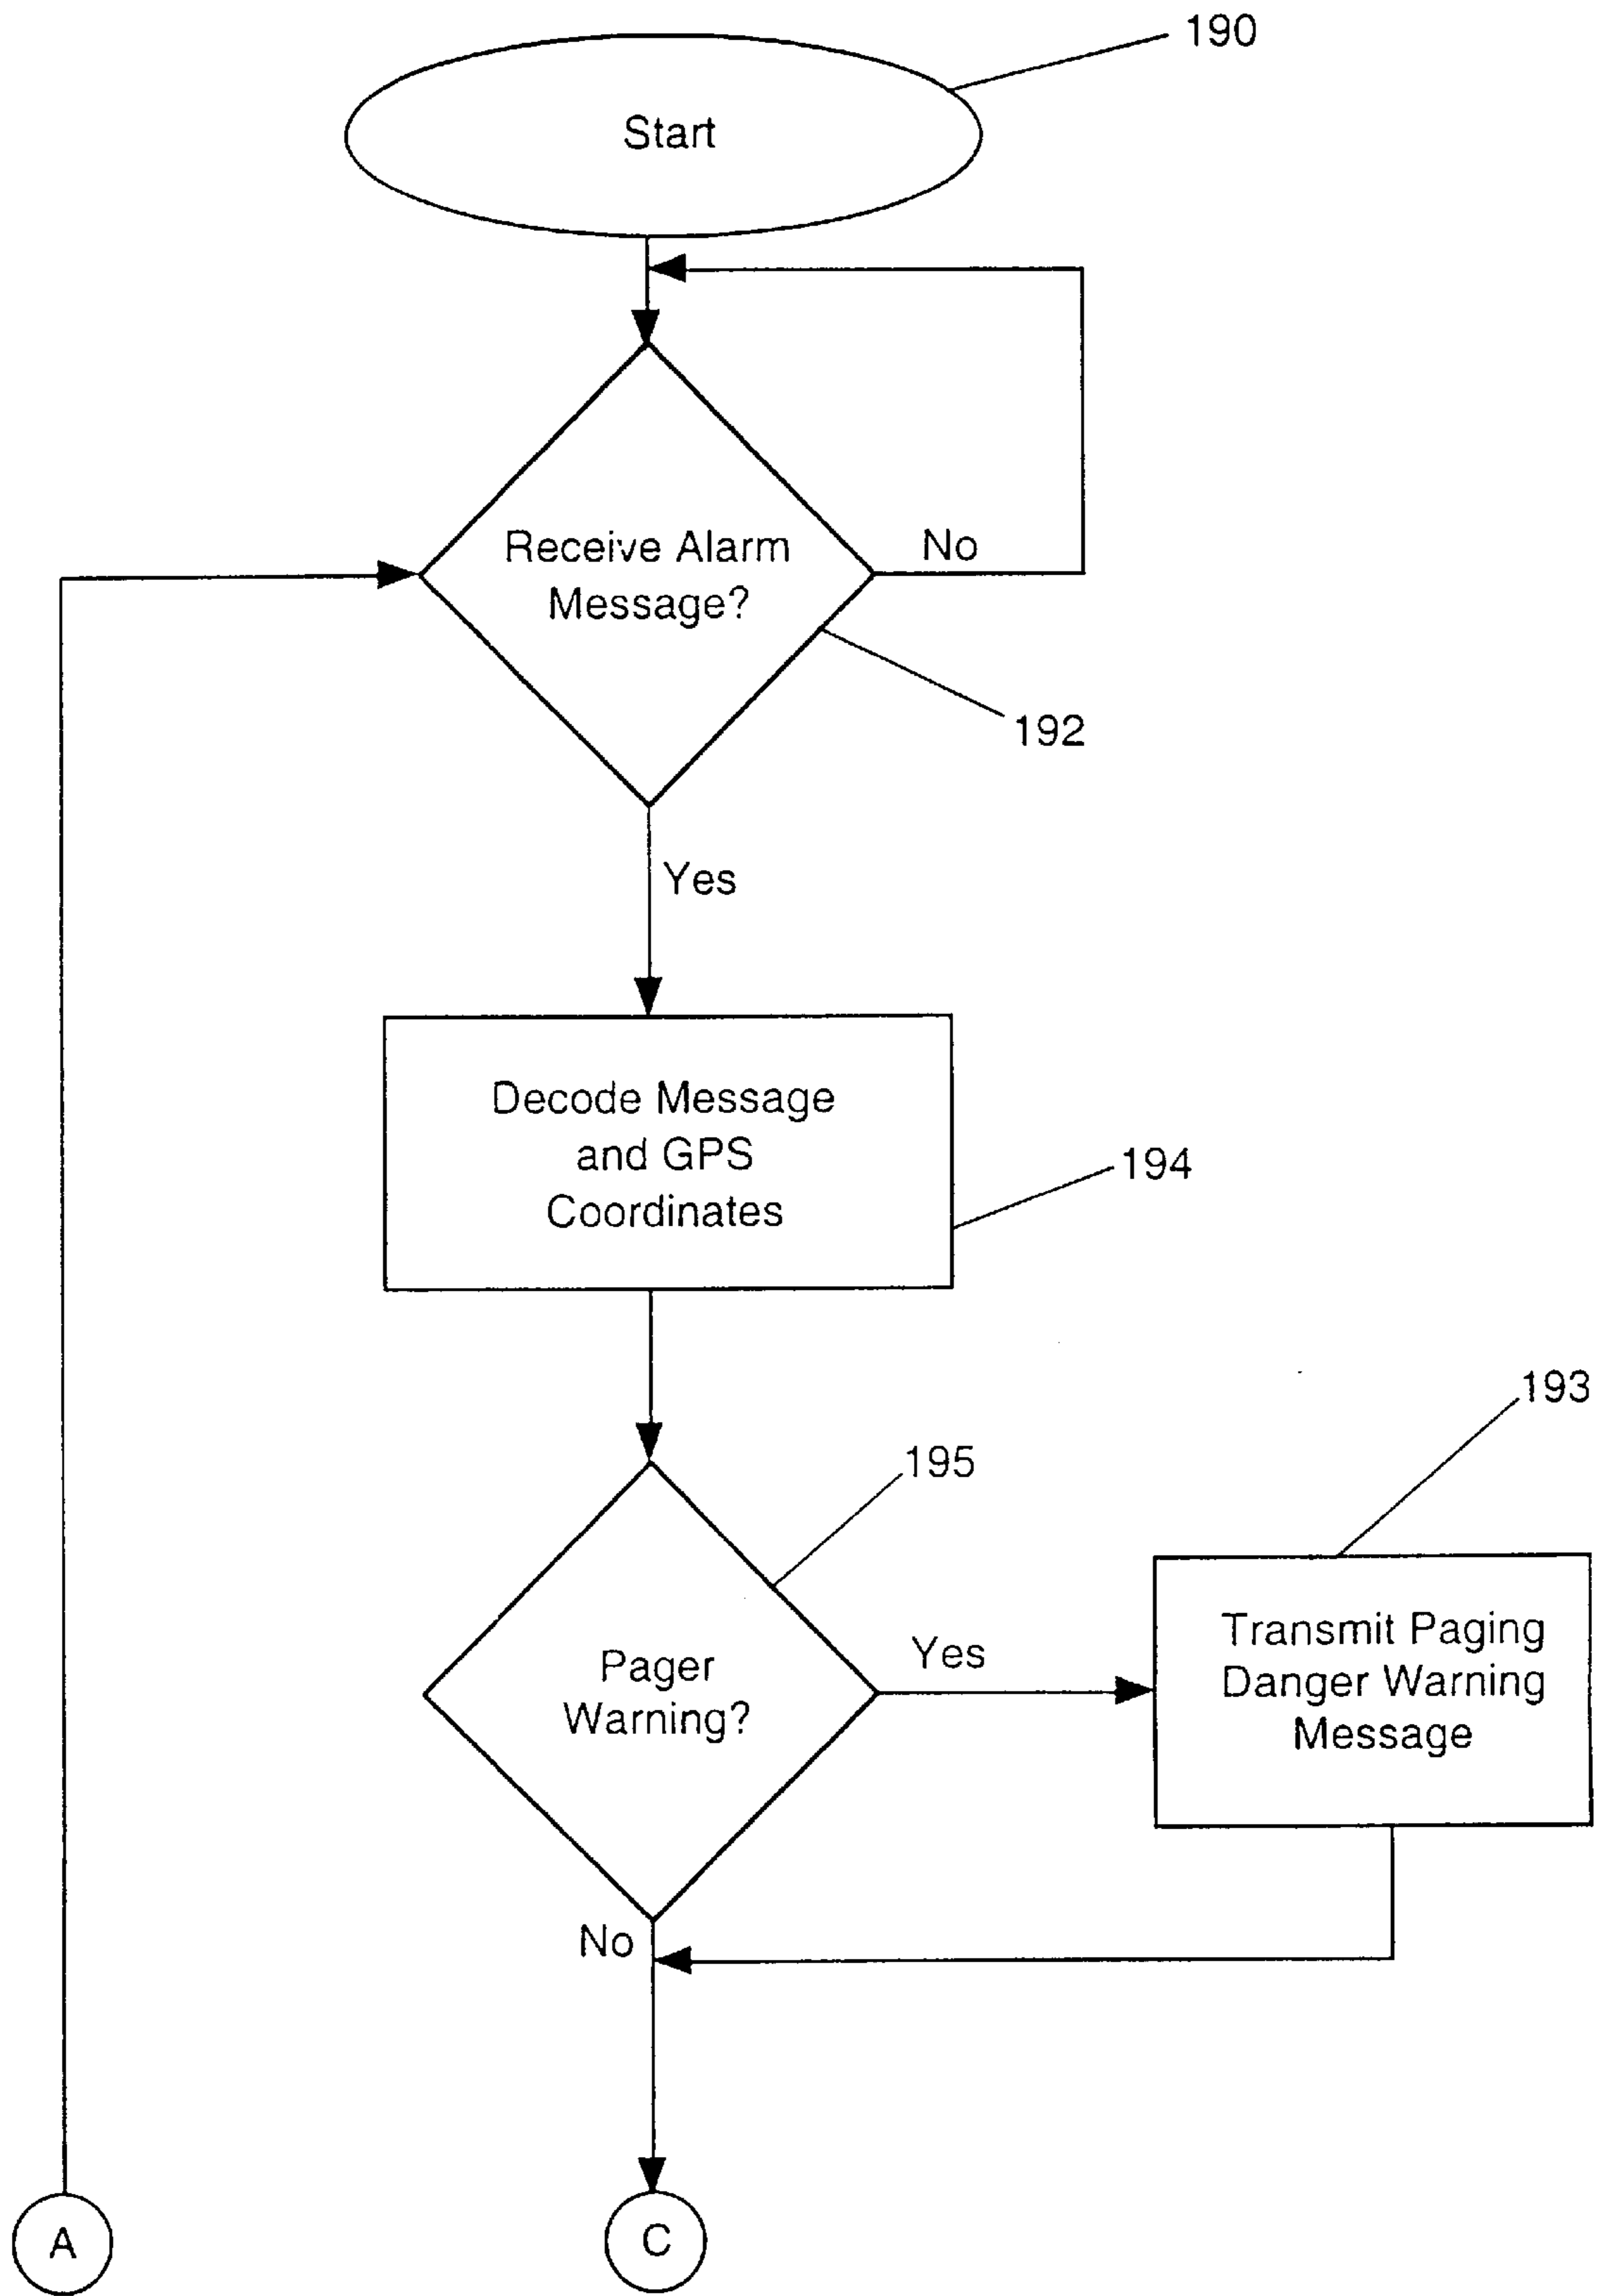 190
Start
Receive Alarm
Message?
No
192
Yes
Decode Message
and GPS
Coordinates
194
193
195
Pager
Warning?
Yes
Transmit Paging
Danger Warning
Message
No
A
C